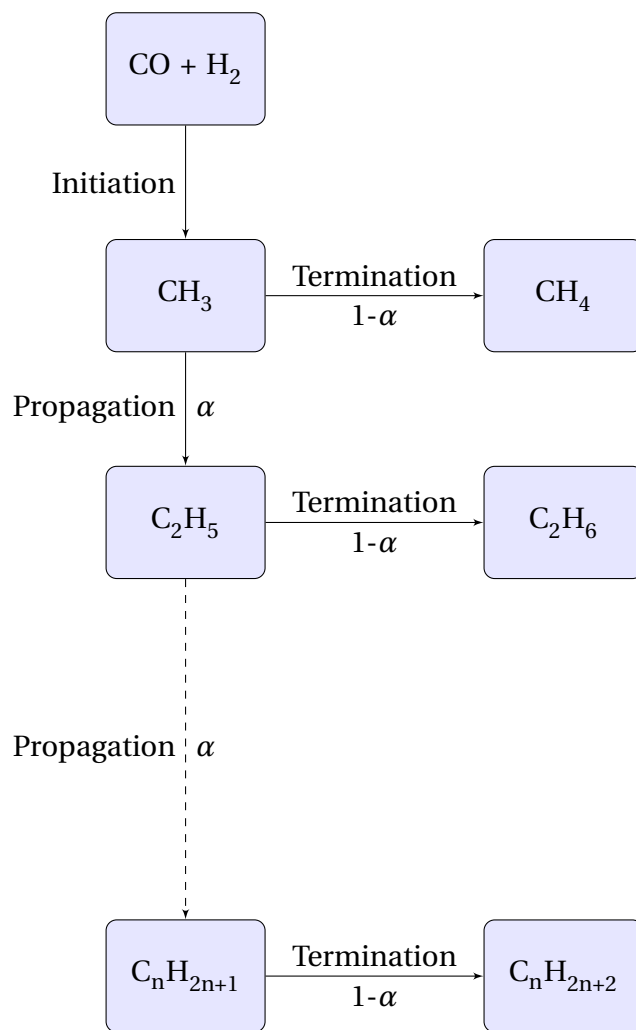 CO + H₂
Initiation
CH₃
Termination
1-α
CH₄
Propagation α
C₂H₅
Termination
1-α
C₂H₆
Propagation α
CₙH₂ₙ₊₁
Termination
1-α
CₙH₂ₙ₊₂